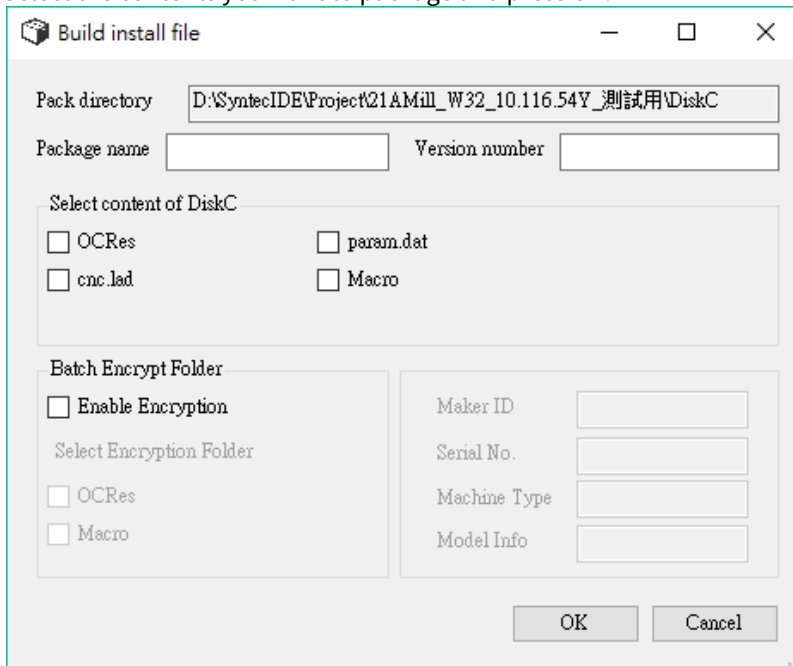 Build install file
Pack directory D:\SyntecIDE\Project\21AMill_W32_10.116.54Y_測試用\DiskC
Package name Version number
Select content of DiskC
OCRes param.dat
cnc.lad Macro
Batch Encrypt Folder
Enable Encryption Maker ID
Select Encryption Folder Serial No.
OCRes Machine Type
Macro Model Info
OK Cancel